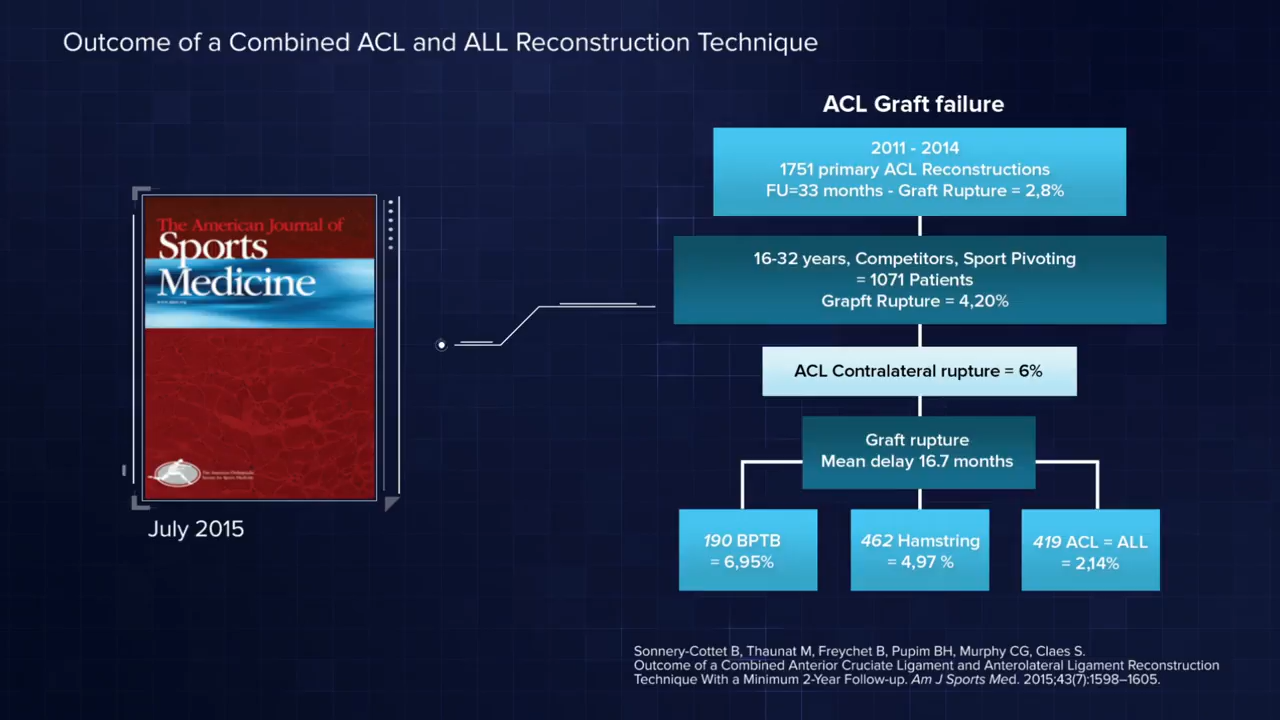 Outcome of a Combined ACL and ALL Reconstruction Technique
ACL Graft failure
2011 - 2014
1751 primary ACL Reconstructions
FU=33 months - Graft Rupture = 2,8%
16-32 years, Competitors, Sport Pivoting
= 1071 Patients
Grapft Rupture = 4,20%
ACL Contralateral rupture = 6%
Graft rupture
Mean delay 16.7 months
190 BPTB
= 6,95%
462 Hamstring
= 4,97 %
419 ACL = ALL
= 2,14%
The American Journal of
Sports
Medicine
July 2015
Sonnery-Cottet B, Thaunat M, Freychet B, Pupim BH, Murphy CG, Claes S.
Outcome of a Combined Anterior Cruciate Ligament and Anterolateral Ligament Reconstruction
Technique With a Minimum 2-Year Follow-up. Am J Sports Med. 2015;43(7):1598–1605.